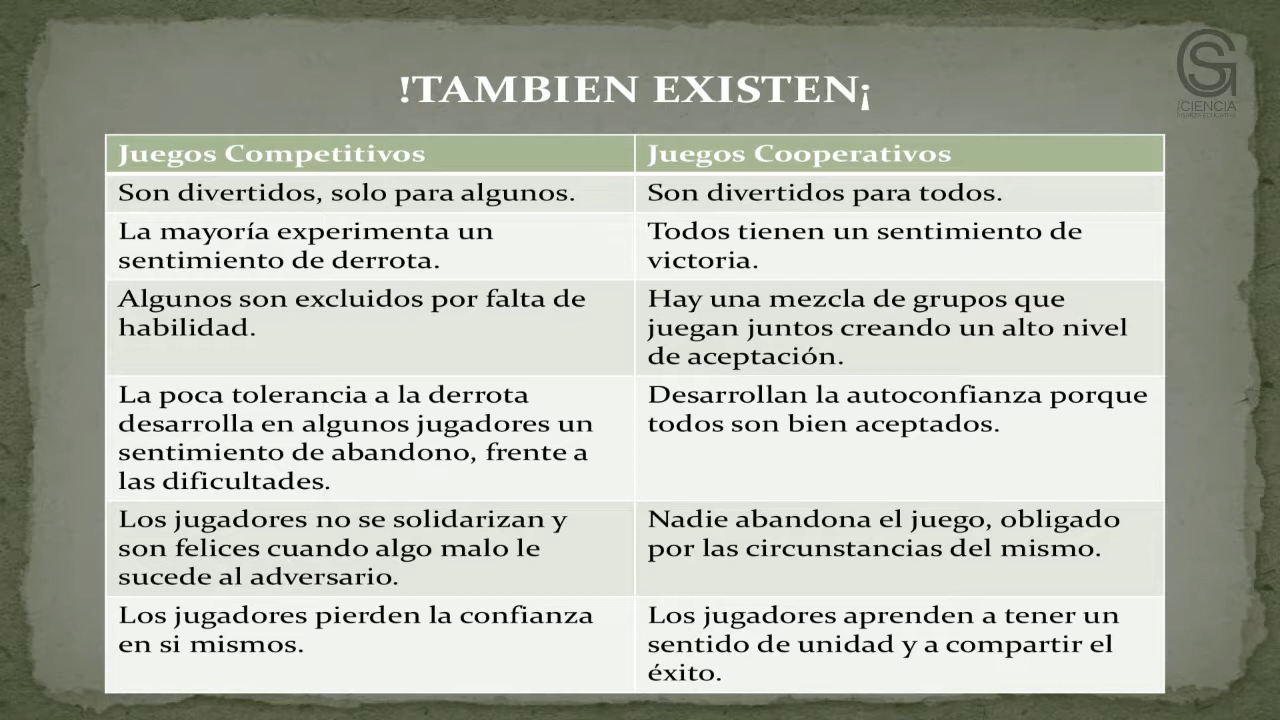 !TAMBIEN EXISTEN¡
Juegos Competitivos
Juegos Cooperativos
Son divertidos, solo para algunos.
Son divertidos para todos.
La mayoría experimenta un
sentimiento de derrota.
Todos tienen un sentimiento de
victoria.
Algunos son excluidos por falta de
habilidad.
Hay una mezcla de grupos que
juegan juntos creando un alto nivel
de aceptación.
La poca tolerancia a la derrota
desarrolla en algunos jugadores un
sentimiento de abandono, frente a
las dificultades.
Desarrollan la autoconfianza porque
todos son bien aceptados.
Los jugadores no se solidarizan y
son felices cuando algo malo le
sucede al adversario.
Nadie abandona el juego, obligado
por las circunstancias del mismo.
Los jugadores pierden la confianza
en si mismos.
Los jugadores aprenden a tener un
sentido de unidad y a compartir el
éxito.
CIENCIA